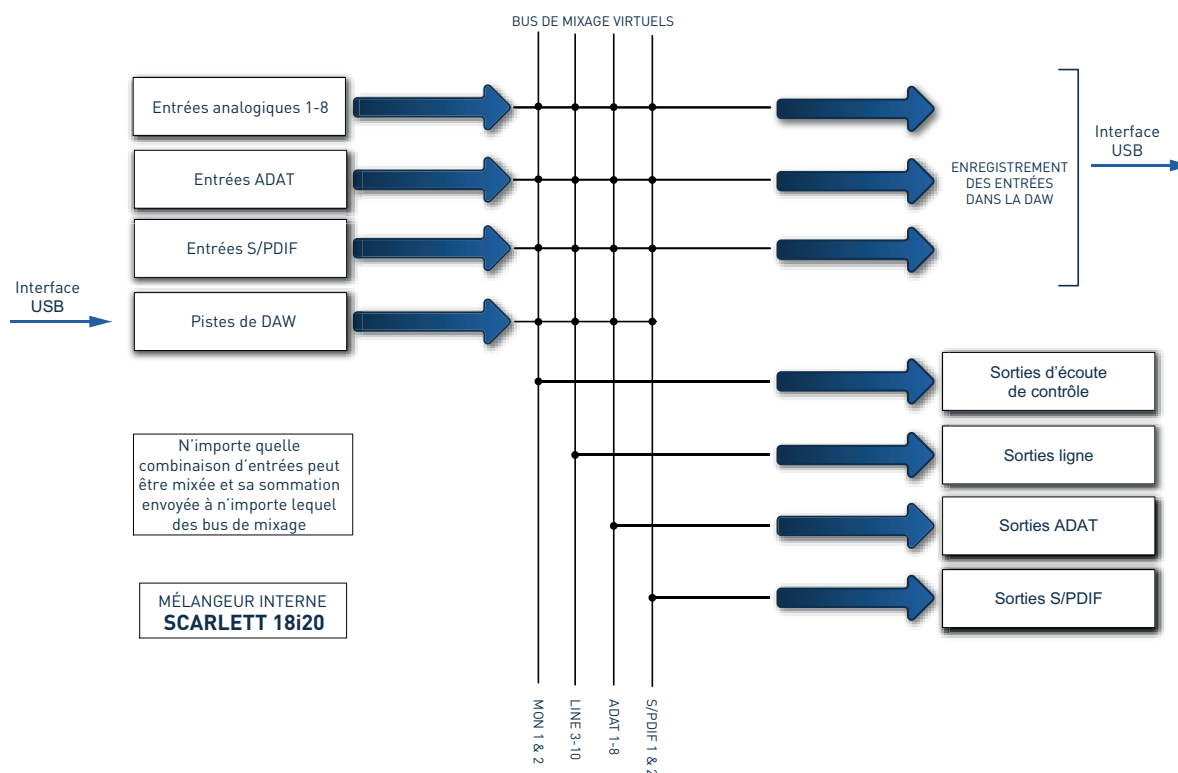 BUS DE MIXAGE VIRTUELS
Entrées analogiques 1-8
Entrées ADAT
Entrées S/PDIF
Interface
USB
Pistes de DAW
ENREGISTREMENT
DES ENTRÉES
DANS LA DAW
Interface
USB
Sorties d'écoute
de contrôle
Sorties ligne
Sorties ADAT
Sorties S/PDIF
N'importe quelle
combinaison d'entrées peut
être mixée et sa sommation
envoyée à n'importe lequel
des bus de mixage
MÉLANGEUR INTERNE
SCARLETT 18i20
MON 1 & 2
LINE 3-10
ADAT 1-8
S/PDIF 1 & 2